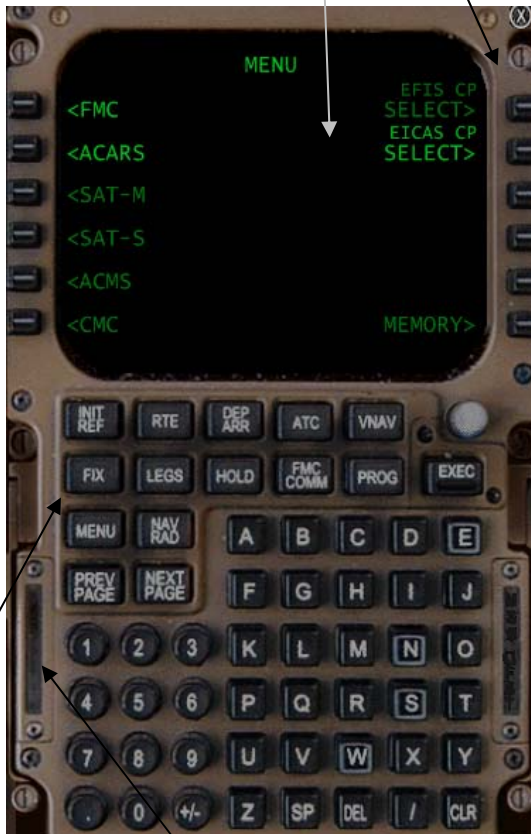 MENU
EFIS CP
<FMC SELECT>
EICAS CP
<ACARS SELECT>
<SAT-M
<SAT-S
<ACMS
<CMC MEMORY>
INIT REF RTE DEP ARR ATC VNAV
FIX LEGS HOLD FMC COMM PROG EXEC
MENU NAV RAD A B C D E
PREV PAGE NEXT PAGE F G H I J
1 2 3 K L M N O
4 5 6 P Q R S T
7 8 9 U V W X Y
. 0 +/- Z SP DEL / CLR